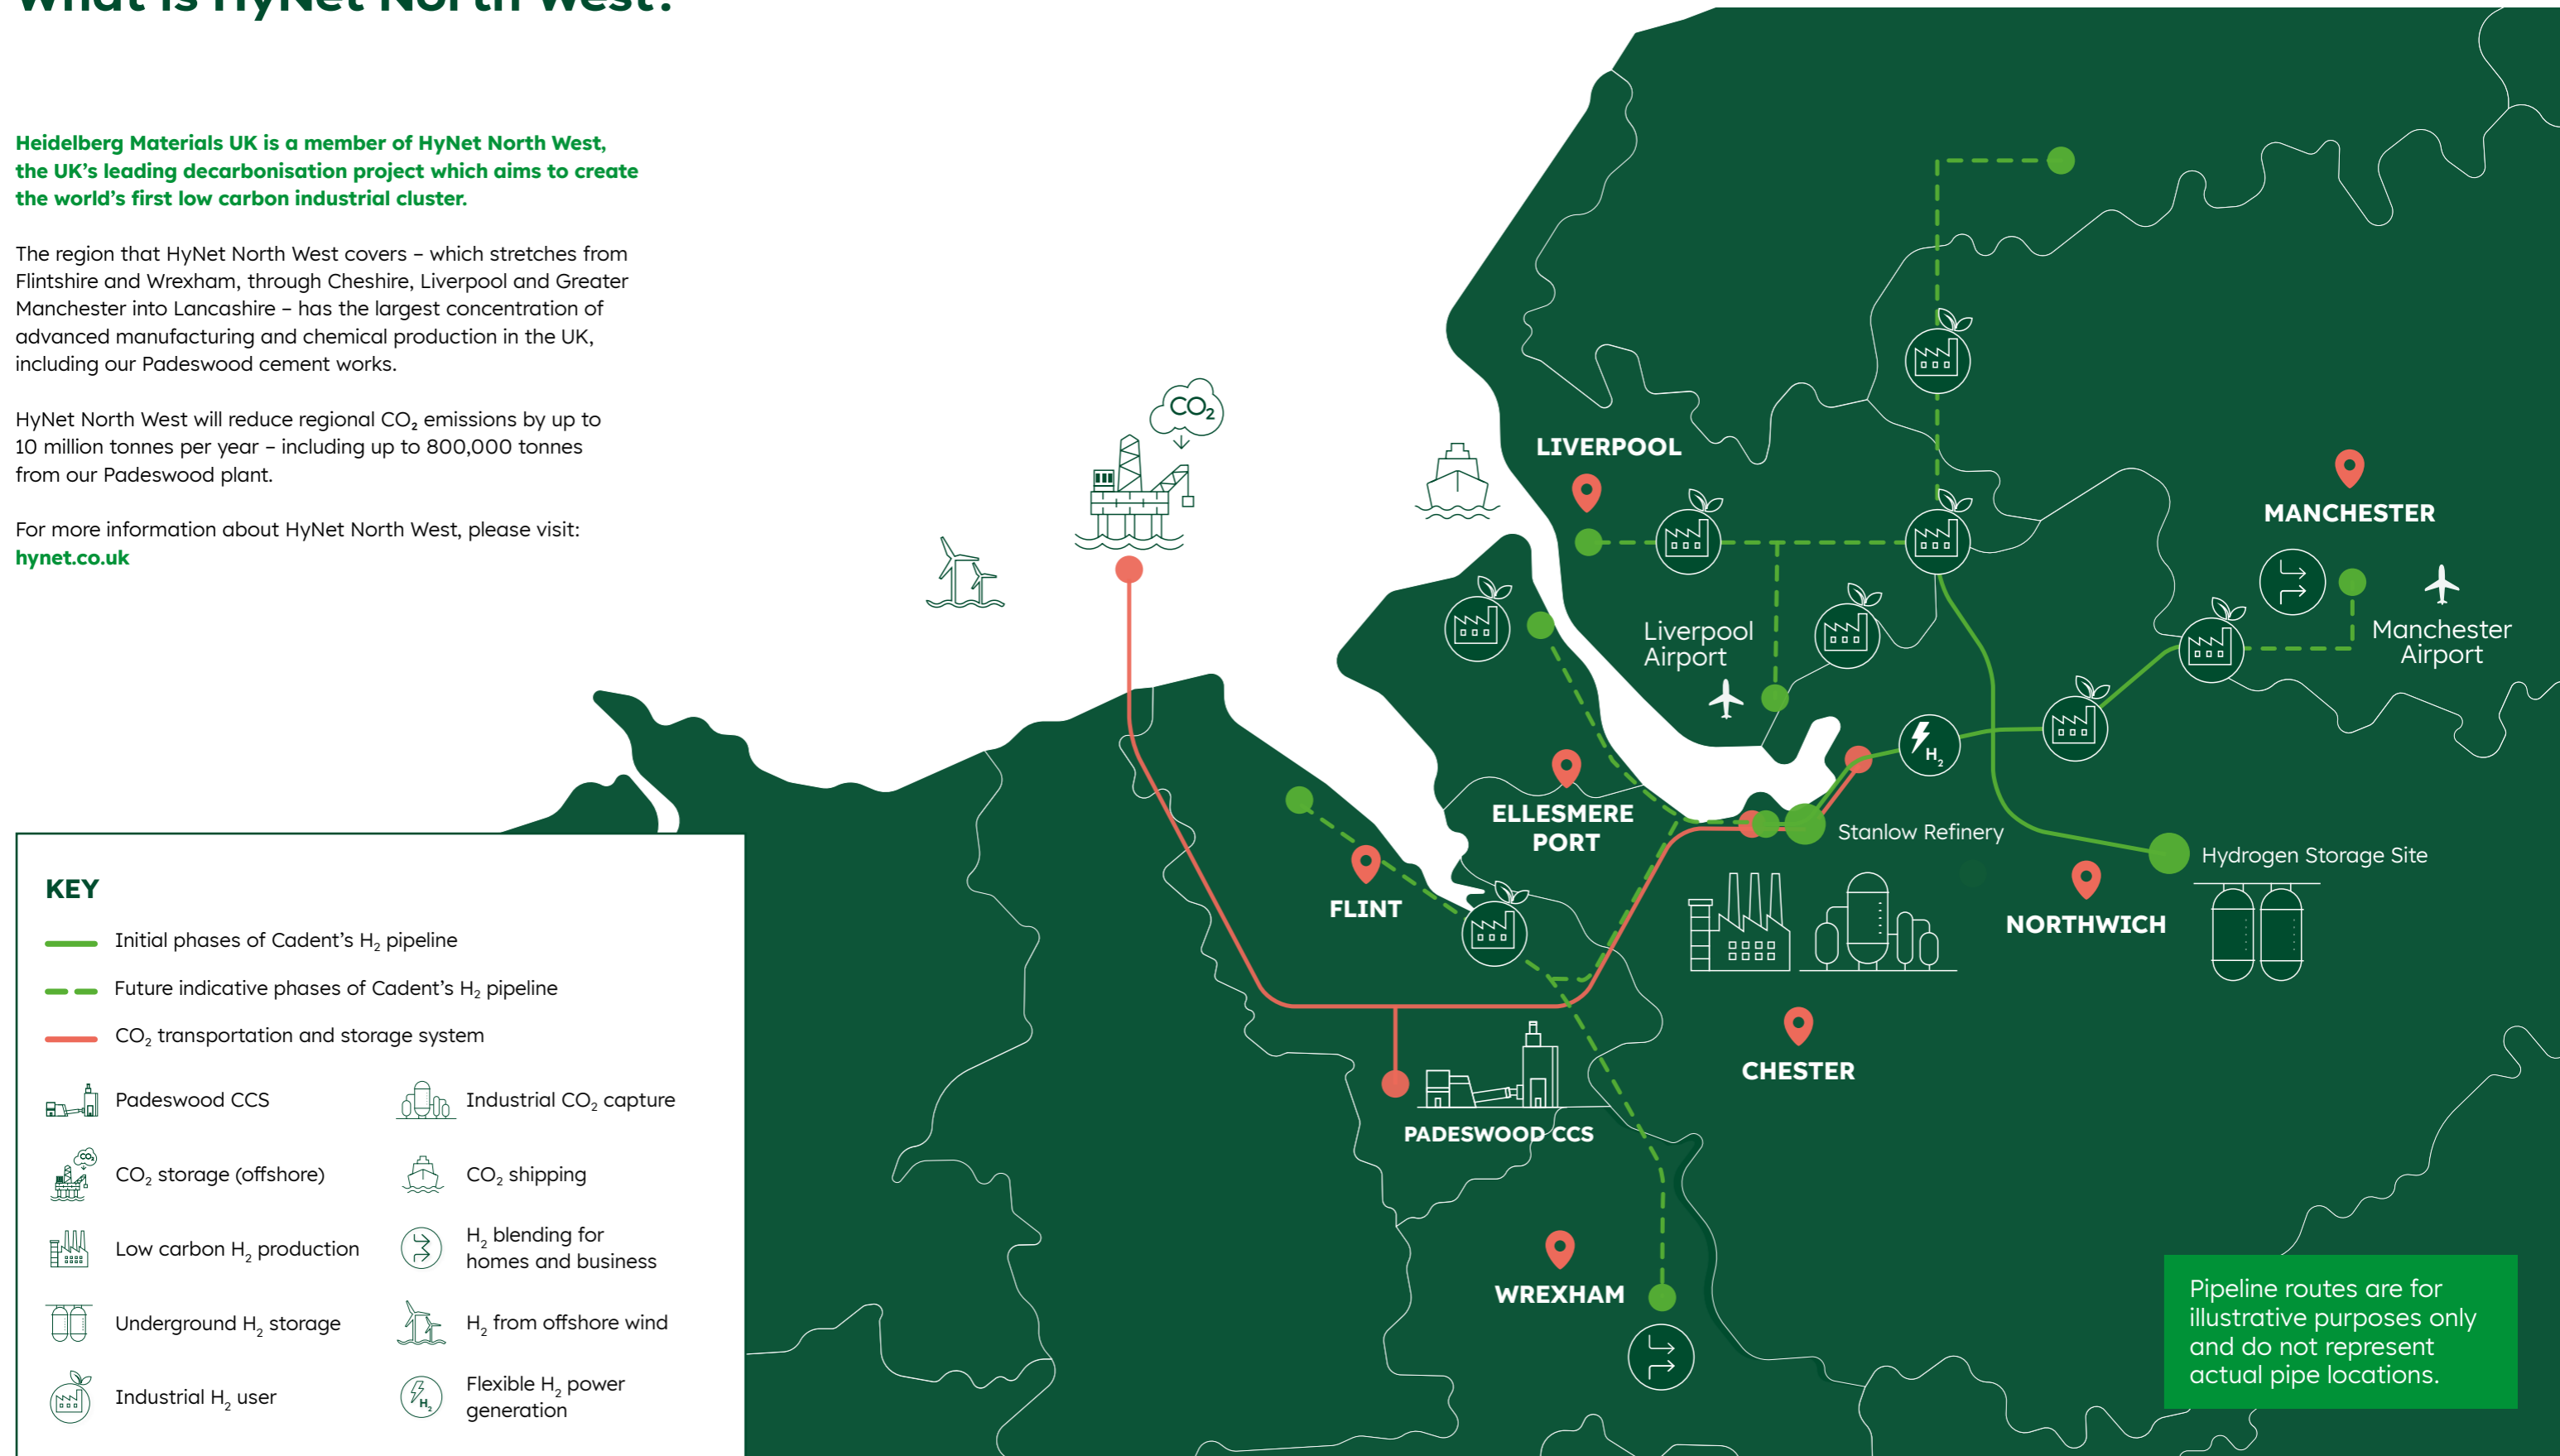 What is HyNet North West?
Heidelberg Materials UK is a member of HyNet North West,
the UK's leading decarbonisation project which aims to create
the world's first low carbon industrial cluster.
The region that HyNet North West covers – which stretches from
Flintshire and Wrexham, through Cheshire, Liverpool and Greater
Manchester into Lancashire – has the largest concentration of
advanced manufacturing and chemical production in the UK,
including our Padeswood cement works.
HyNet North West will reduce regional CO₂ emissions by up to
10 million tonnes per year – including up to 800,000 tonnes
from our Padeswood plant.
For more information about HyNet North West, please visit:
hynet.co.uk
CO₂
LIVERPOOL
MANCHESTER
Liverpool
Airport
Manchester
Airport
H₂
ELLESMERE
PORT
Stanlow Refinery
Hydrogen Storage Site
FLINT
NORTHWICH
CHESTER
PADESWOOD CCS
WREXHAM
KEY
Initial phases of Cadent's H₂ pipeline
Future indicative phases of Cadent's H₂ pipeline
CO₂ transportation and storage system
Padeswood CCS
Industrial CO₂ capture
CO₂
CO₂ storage (offshore)
CO₂ shipping
Low carbon H₂ production
H₂ blending for
homes and business
Underground H₂ storage
H₂ from offshore wind
Industrial H₂ user
H₂
Flexible H₂ power
generation
Pipeline routes are for
illustrative purposes only
and do not represent
actual pipe locations.